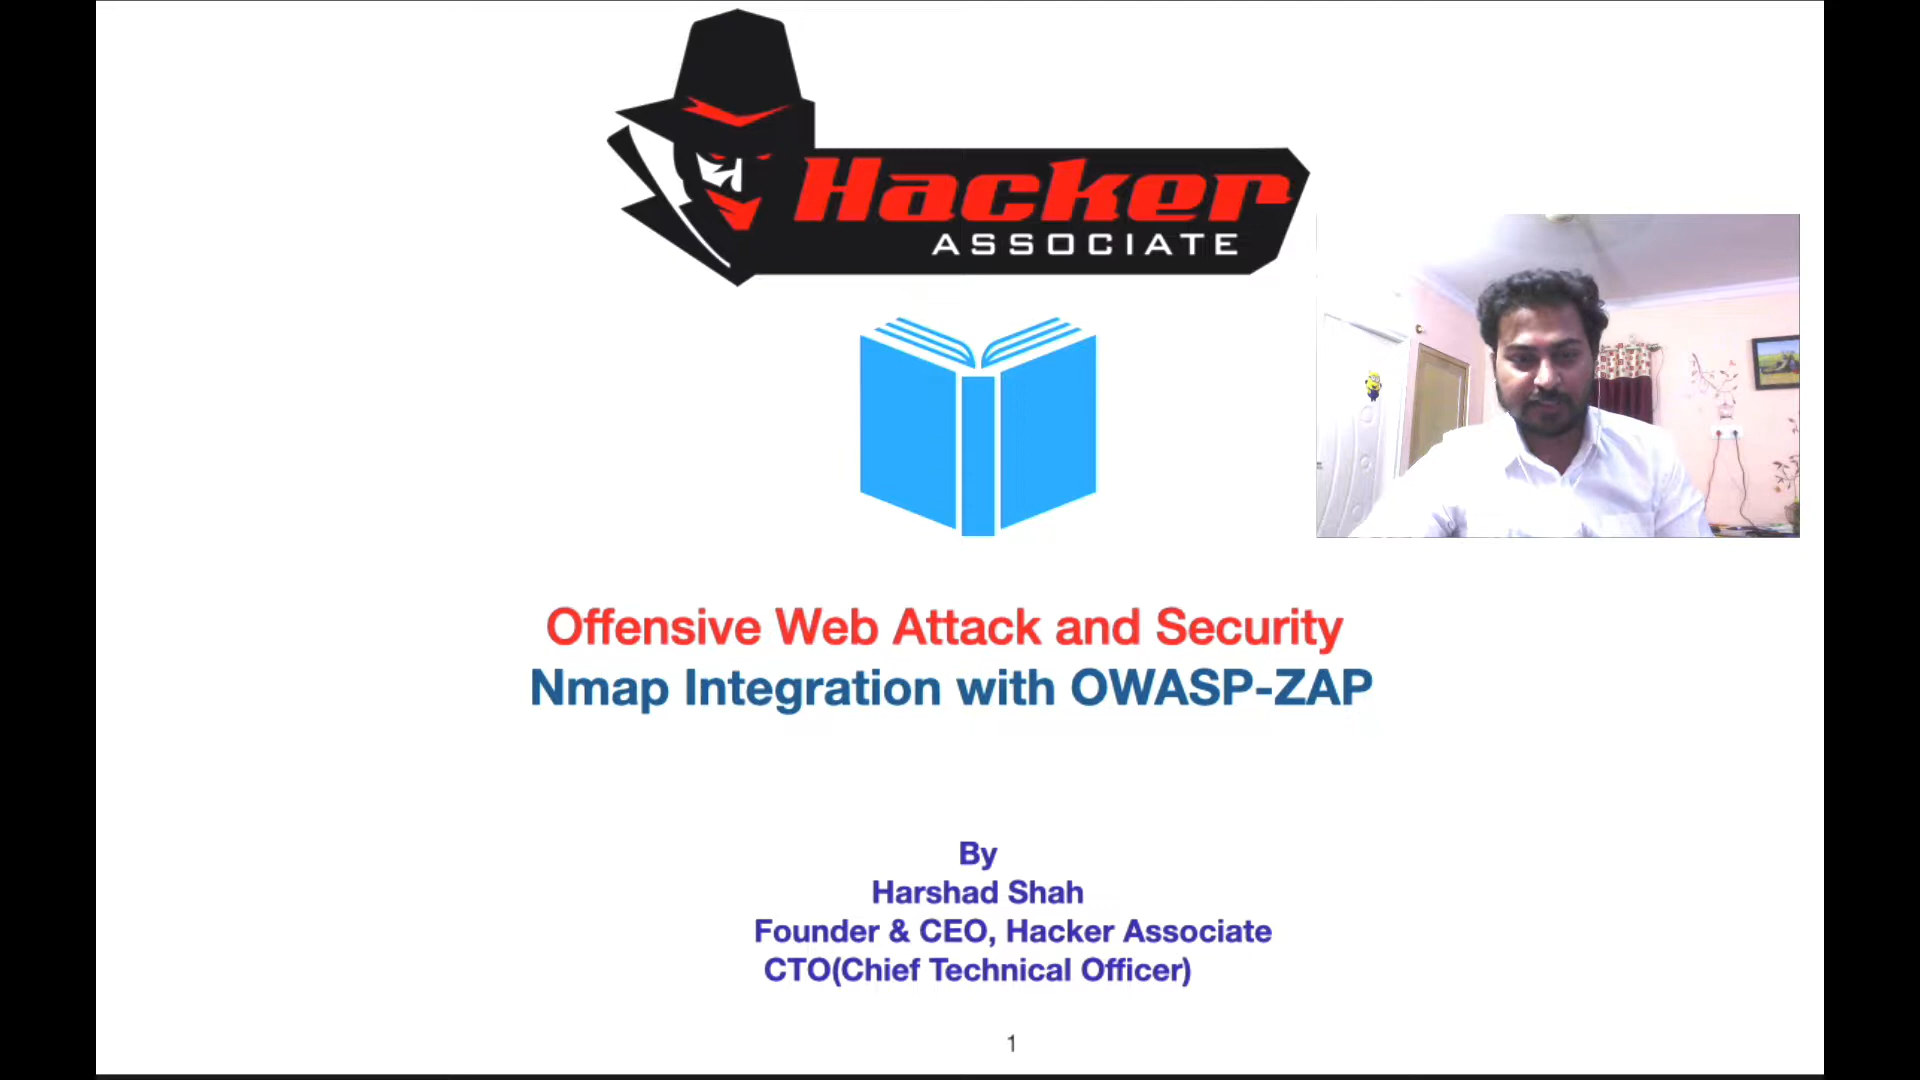 Hacker
ASSOCIATE
Offensive Web Attack and Security
Nmap Integration with OWASP-ZAP
By
Harshad Shah
Founder & CEO, Hacker Associate
CTO(Chief Technical Officer)
1